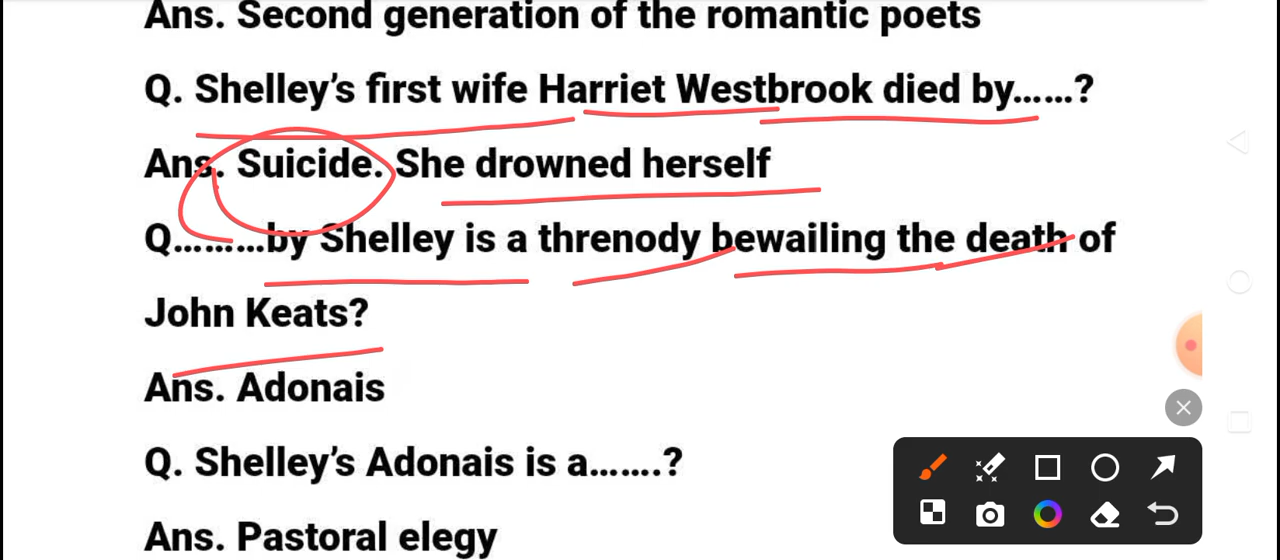 Ans. Second generation of the romantic poets
Q. Shelley’s first wife Harriet Westbrook died by......?
Ans. Suicide. She drowned herself
Q.........by Shelley is a threnody bewailing the death of
John Keats?
Ans. Adonais
Q. Shelley’s Adonais is a.......?
Ans. Pastoral elegy